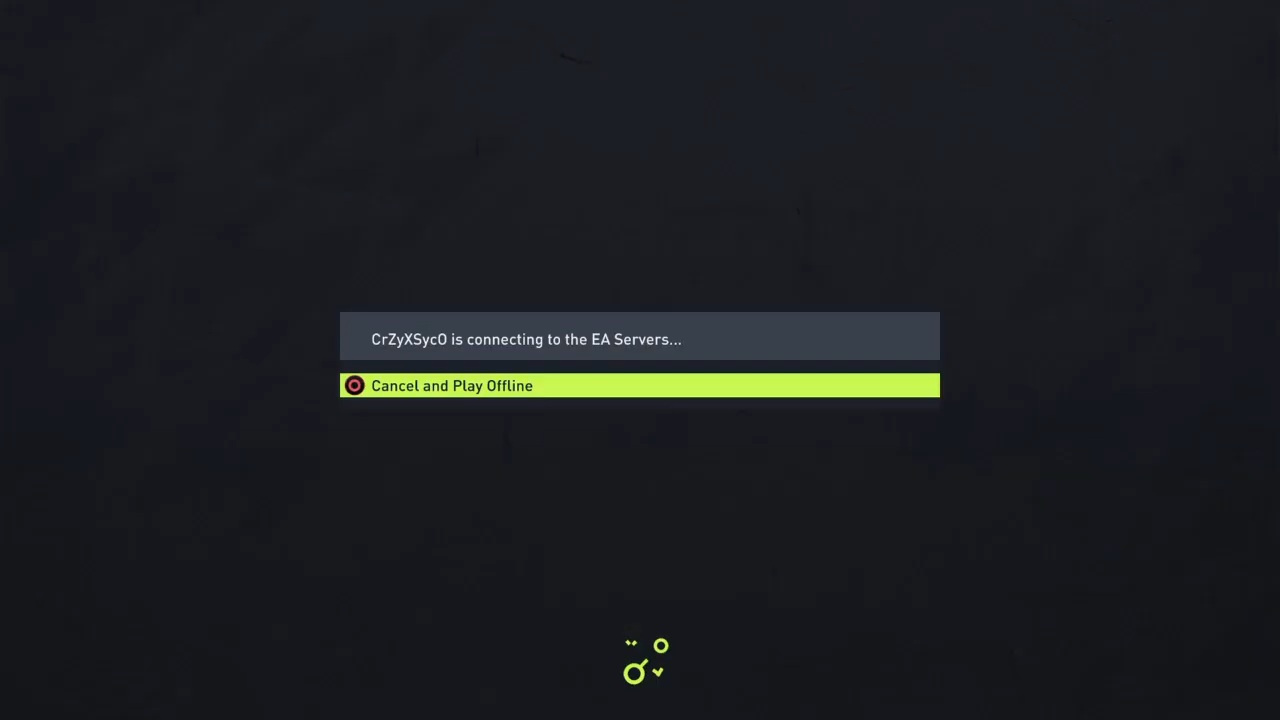 CrZyXSycO is connecting to the EA Servers...
Cancel and Play Offline